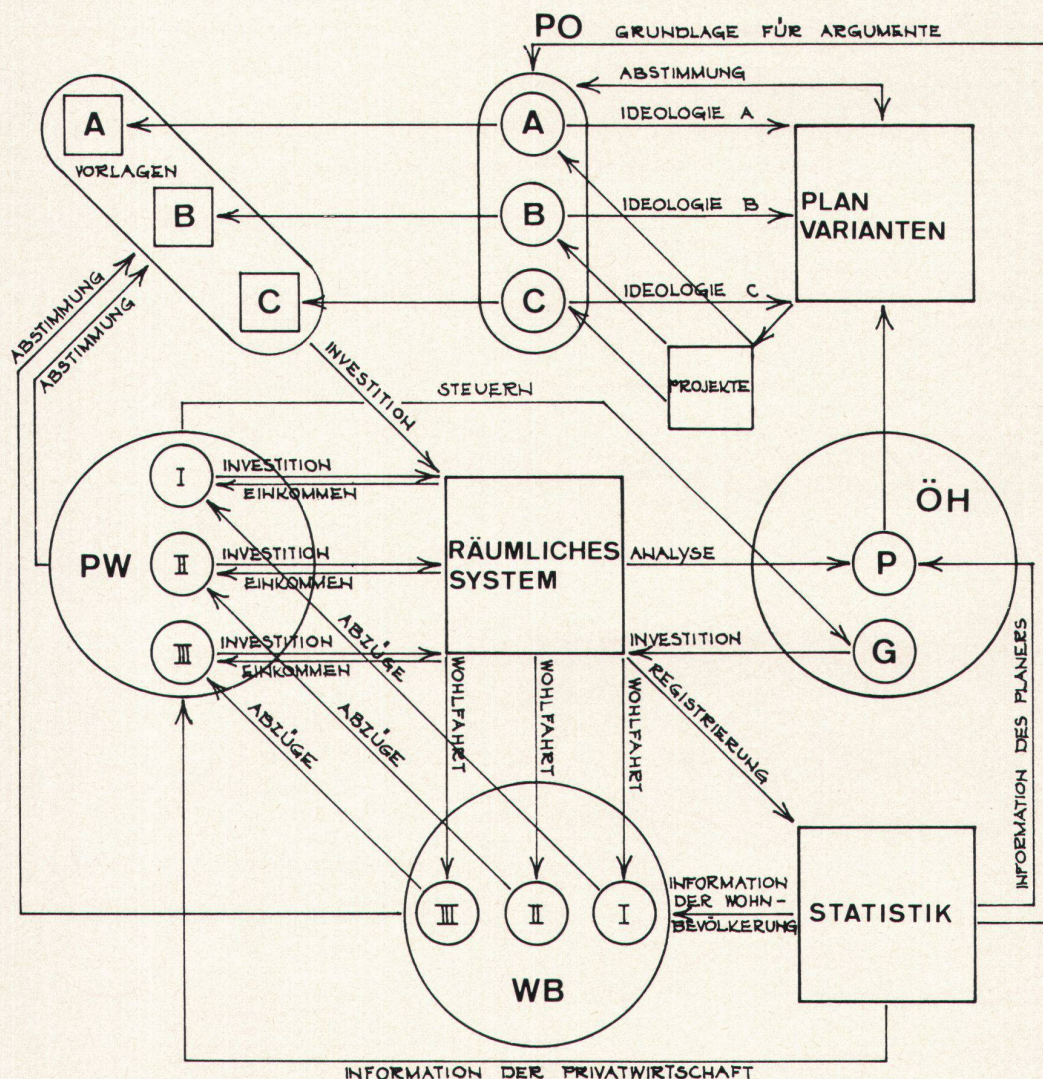 PO GRUNDLAGE FÜR ARGUMENTE
ABSTIMMUNG
A
VORLAGEN
B
C
A
B
C
IDEOLOGIE A
IDEOLOGIE B
IDEOLOGIE C
PLAN
VARIANTEN
PROJEKTE
ABSTIMMUNG
ABSTIMMUNG
INVESTITION
STEUERN
PW
I
II
III
INVESTITION
EINKOMMEN
INVESTITION
EINKOMMEN
INVESTITION
EINKOMMEN
RÄUMLICHES
SYSTEM
ANALYSE
INVESTITION
ÖH
P
G
ABZÜGE
ABZÜGE
ABZÜGE
WOHLFAHRT
WOHLFAHRT
WOHLFAHRT
REGISTRIERUNG
INFORMATION DES PLANERS
III
II
I
WB
INFORMATION
DER WOHN-
BEVÖLKERUNG
STATISTIK
INFORMATION DER PRIVATWIRTSCHAFT